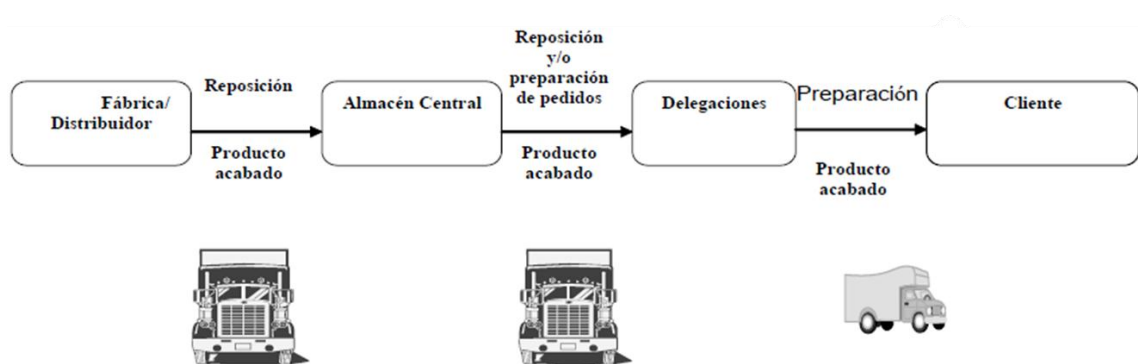 Fábrica/
Distribuidor
Reposición
Producto
acabado
Almacén Central
Reposición
y/o
preparación
de pedidos
Producto
acabado
Delegaciones
Preparación
Producto
acabado
Cliente